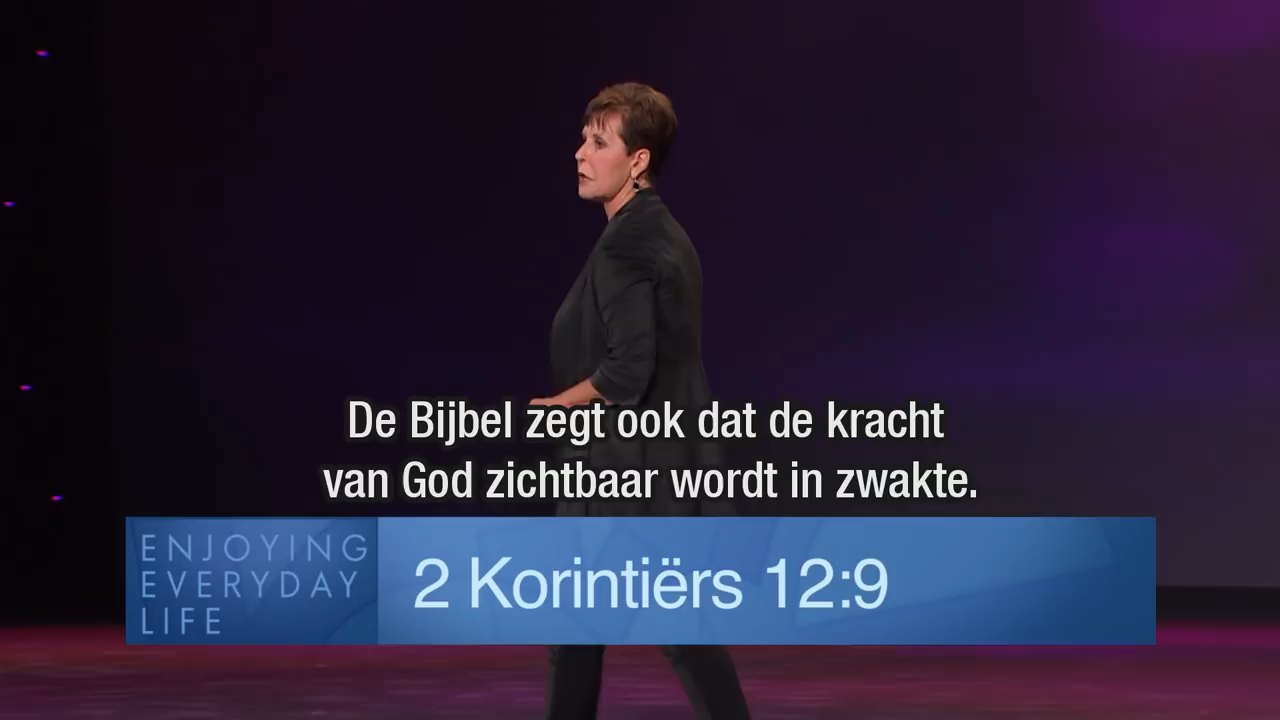 De Bijbel zegt ook dat de kracht
van God zichtbaar wordt in zwakte.
ENJOYING
EVERYDAY
LIFE
2 Korintiërs 12:9